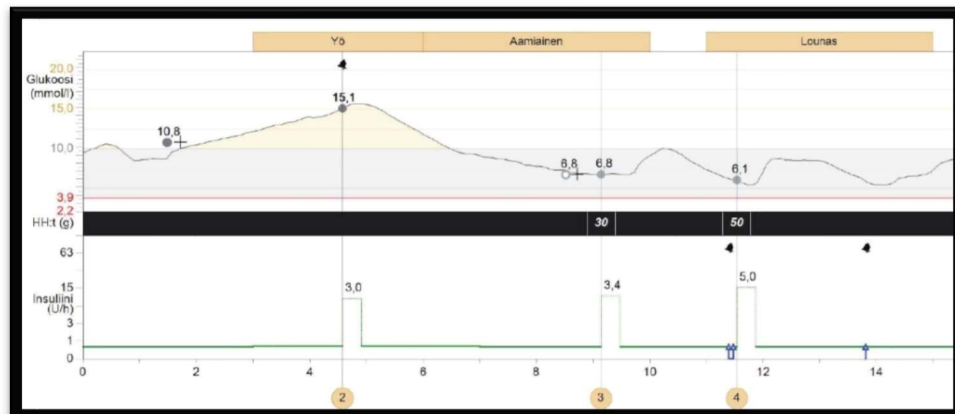 Yö Aamiainen Lounas
20,0
Glukoosi
(mmol/l)
15,0
15,1
10,8
10,0
6,8 6,8 6,1
3,9
2,2
HH:t (g) 30 50
63
15
Insuliini
(U/h)
3,0 3,4 5,0
3
1
0
0 2 4 6 8 10 12 14
2 3 4